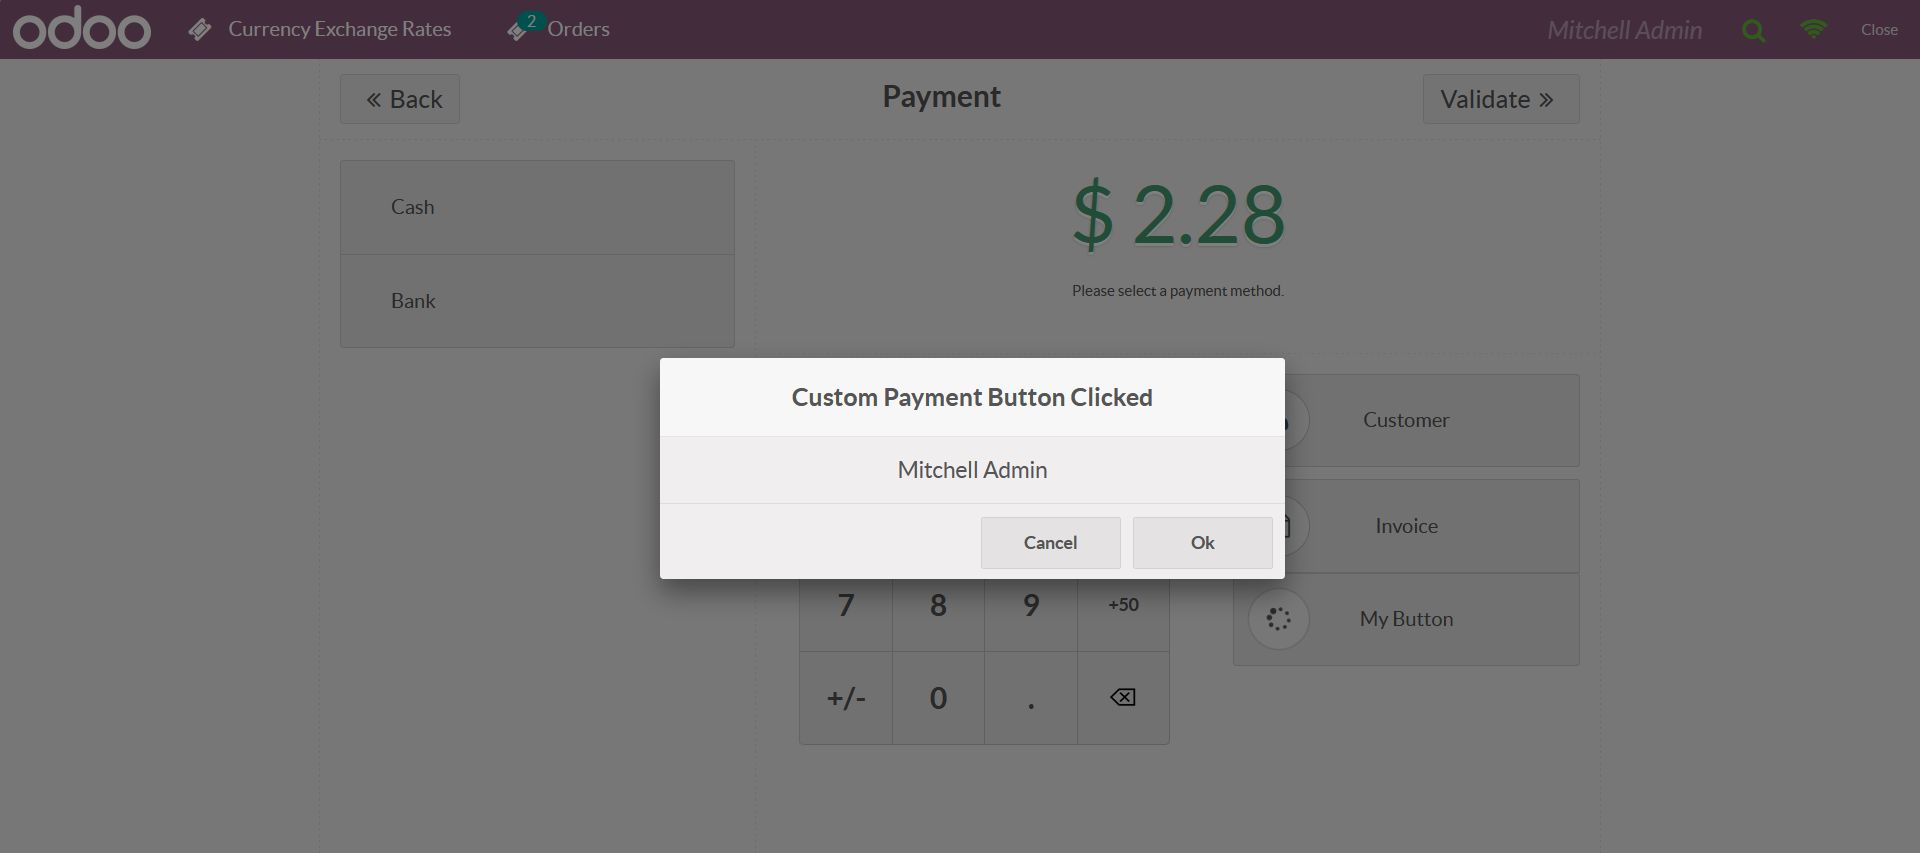 odoo
Currency Exchange Rates
2
Orders
Mitchell Admin
Close
« Back
Payment
Validate »
Cash
Bank
$ 2.28
Please select a payment method.
Custom Payment Button Clicked
Mitchell Admin
Cancel
Ok
Customer
Invoice
My Button
7 8 9 +50
+/- 0 .